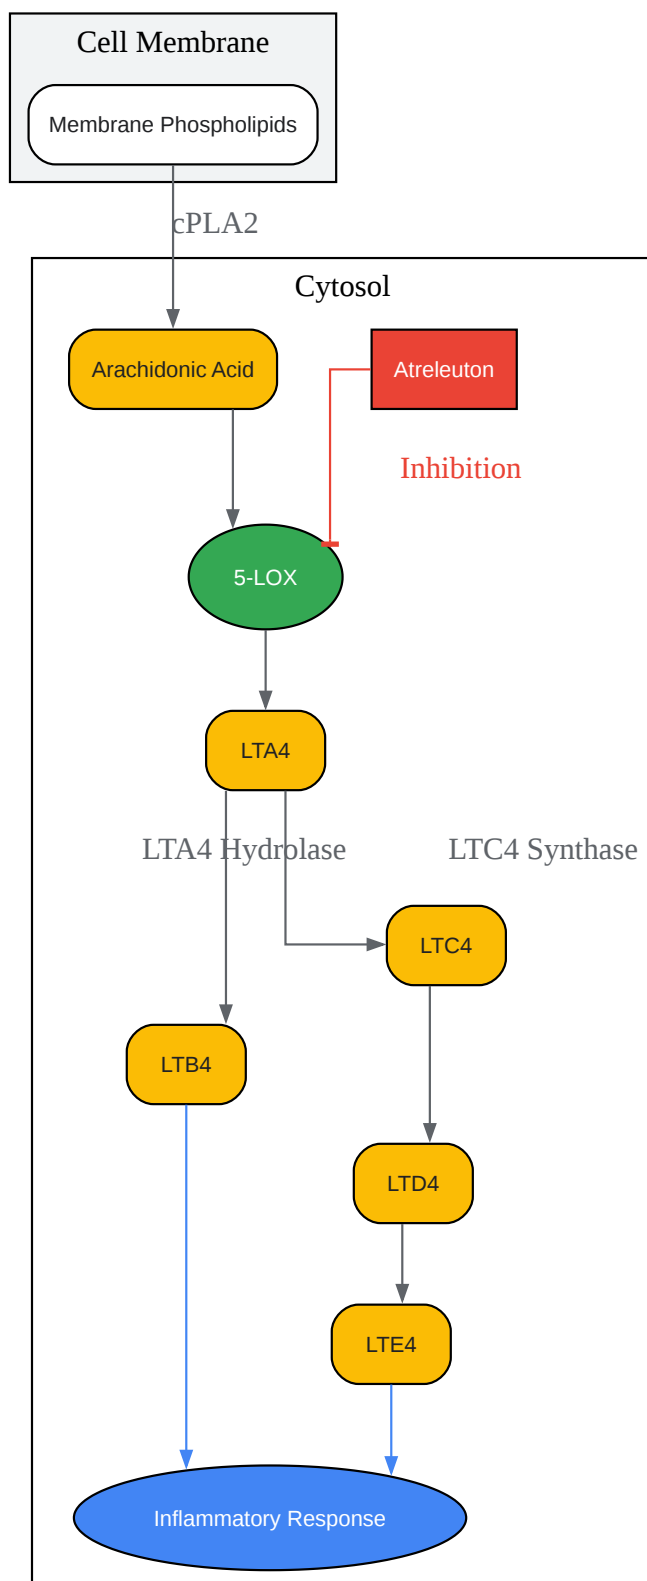 Cell Membrane
Membrane Phospholipids
cPLA2
Cytosol
Arachidonic Acid
Atreleuton
Inhibition
5-LOX
LTA4
LTA4 Hydrolase
LTC4 Synthase
LTC4
LTB4
LTD4
LTE4
Inflammatory Response